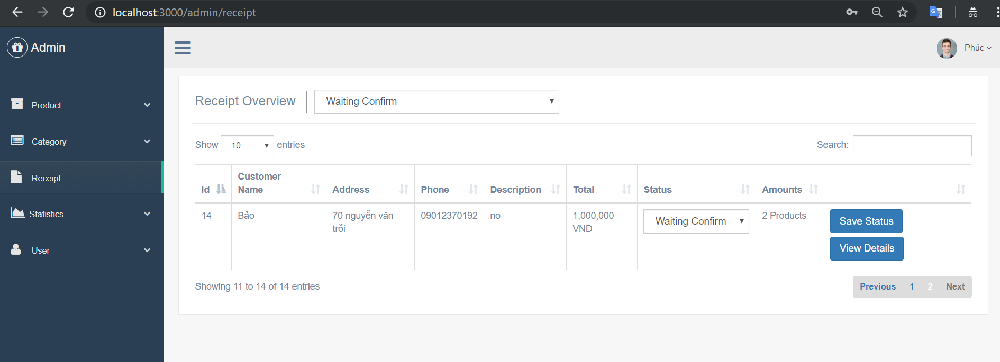 localhost:3000/admin/receipt
Admin
Phúc
Product
Category
Receipt
Statistics
User
Receipt Overview
Waiting Confirm
Show 10 entries
Search:
Id
Customer Name
Address
Phone
Description
Total
Status
Amounts
14
Bảo
70 nguyễn văn
trỗi
09012370192
no
1,000,000
VND
Waiting Confirm
2 Products
Save Status
View Details
Showing 11 to 14 of 14 entries
Previous 1 2 Next